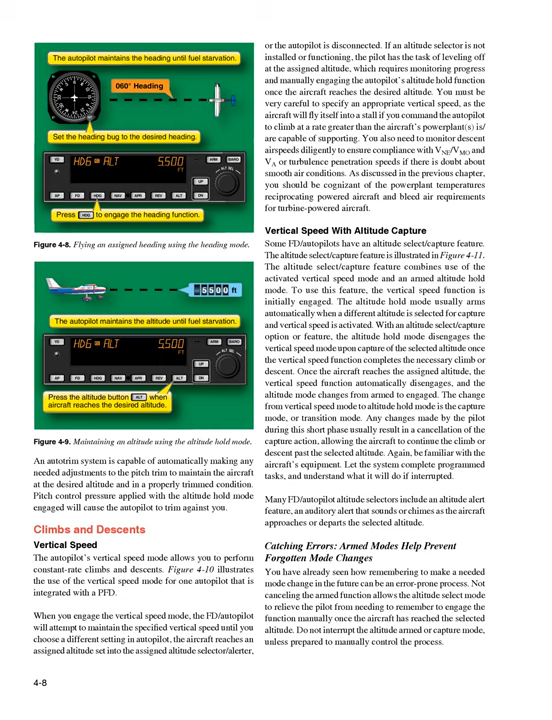 The autopilot maintains the heading until fuel starvation.
060° Heading
Set the heading bug to the desired heading.
YD
HDG ALT
5,500
FT
ARM
BARO
ALT SEL
UP
AP
FD
HDG
NAV
APR
REV
ALT
DN
Press HDG to engage the heading function.
Figure 4-8. Flying an assigned heading using the heading mode.
5500 ft
The autopilot maintains the altitude until fuel starvation.
YD
HDG ALT
5,500
FT
ARM
BARO
ALT SEL
UP
AP
FD
HDG
NAV
APR
REV
ALT
DN
Press the altitude button ALT when
aircraft reaches the desired altitude.
Figure 4-9. Maintaining an altitude using the altitude hold mode.
An autotrim system is capable of automatically making any
needed adjustments to the pitch trim to maintain the aircraft
at the desired altitude and in a properly trimmed condition.
Pitch control pressure applied with the altitude hold mode
engaged will cause the autopilot to trim against you.
Climbs and Descents
Vertical Speed
The autopilot’s vertical speed mode allows you to perform
constant-rate climbs and descents. Figure 4-10 illustrates
the use of the vertical speed mode for one autopilot that is
integrated with a PFD.
When you engage the vertical speed mode, the FD/autopilot
will attempt to maintain the specified vertical speed until you
choose a different setting in autopilot, the aircraft reaches an
assigned altitude set into the assigned altitude selector/alerter,
or the autopilot is disconnected. If an altitude selector is not
installed or functioning, the pilot has the task of leveling off
at the assigned altitude, which requires monitoring progress
and manually engaging the autopilot’s altitude hold function
once the aircraft reaches the desired altitude. You must be
very careful to specify an appropriate vertical speed, as the
aircraft will fly itself into a stall if you command the autopilot
to climb at a rate greater than the aircraft’s powerplant(s) is/
are capable of supporting. You also need to monitor descent
airspeeds diligently to ensure compliance with VNE/VMO and
VA or turbulence penetration speeds if there is doubt about
smooth air conditions. As discussed in the previous chapter,
you should be cognizant of the powerplant temperatures
reciprocating powered aircraft and bleed air requirements
for turbine-powered aircraft.
Vertical Speed With Altitude Capture
Some FD/autopilots have an altitude select/capture feature.
The altitude select/capture feature is illustrated in Figure 4-11.
The altitude select/capture feature combines use of the
activated vertical speed mode and an armed altitude hold
mode. To use this feature, the vertical speed function is
initially engaged. The altitude hold mode usually arms
automatically when a different altitude is selected for capture
and vertical speed is activated. With an altitude select/capture
option or feature, the altitude hold mode disengages the
vertical speed mode upon capture of the selected altitude once
the vertical speed function completes the necessary climb or
descent. Once the aircraft reaches the assigned altitude, the
vertical speed function automatically disengages, and the
altitude mode changes from armed to engaged. The change
from vertical speed mode to altitude hold mode is the capture
mode, or transition mode. Any changes made by the pilot
during this short phase usually result in a cancellation of the
capture action, allowing the aircraft to continue the climb or
descent past the selected altitude. Again, be familiar with the
aircraft’s equipment. Let the system complete programmed
tasks, and understand what it will do if interrupted.
Many FD/autopilot altitude selectors include an altitude alert
feature, an auditory alert that sounds or chimes as the aircraft
approaches or departs the selected altitude.
Catching Errors: Armed Modes Help Prevent
Forgotten Mode Changes
You have already seen how remembering to make a needed
mode change in the future can be an error-prone process. Not
canceling the armed function allows the altitude select mode
to relieve the pilot from needing to remember to engage the
function manually once the aircraft has reached the selected
altitude. Do not interrupt the altitude armed or capture mode,
unless prepared to manually control the process.
4-8